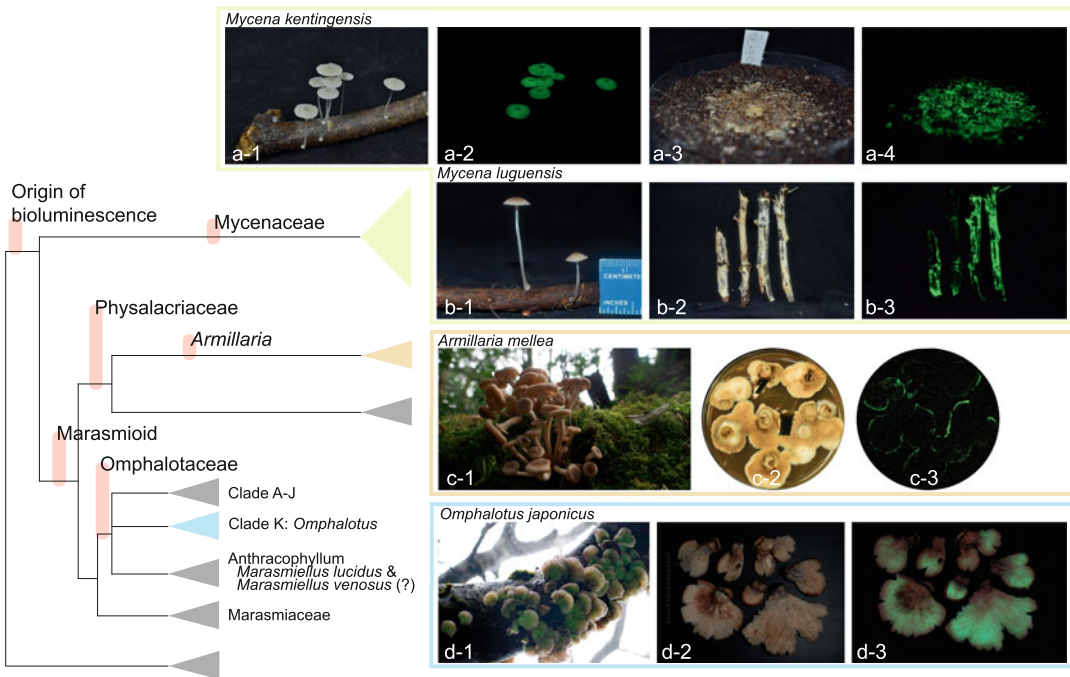 Mycena kentingensis
a-1
a-2
a-3
a-4
Mycena luguensis
CENTIMETE
INCHES
b-1
b-2
b-3
Origin of
bioluminescence
Mycenaceae
Physalacriaceae
Armillaria
Marasmioid
Omphalotaceae
Clade A-J
Clade K: Omphalotus
Anthracophyllum
Marasmiellus lucidus &
Marasmiellus venosus (?)
Marasmiaceae
Armillaria mellea
c-1
c-2
c-3
Omphalotus japonicus
d-1
d-2
d-3